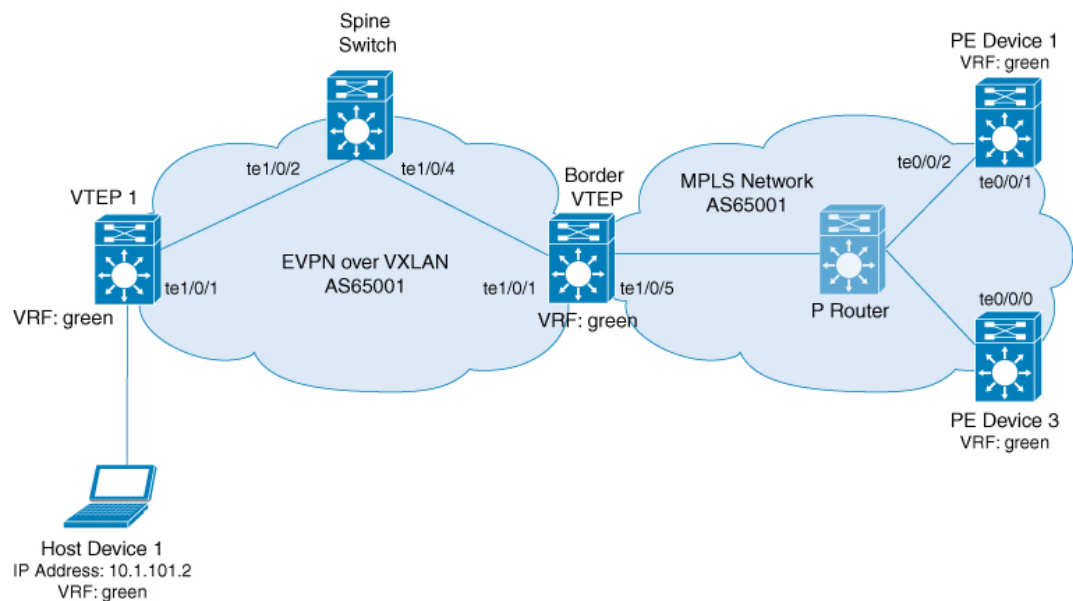 Spine
Switch
PE Device 1
VRF: green
te1/0/2
te1/0/4
Border
VTEP
MPLS Network
AS65001
te0/0/2
te0/0/1
VTEP 1
EVPN over VXLAN
AS65001
te1/0/1
te1/0/1
te1/0/5
VRF: green
VRF: green
P Router
te0/0/0
PE Device 3
VRF: green
Host Device 1
IP Address: 10.1.101.2
VRF: green